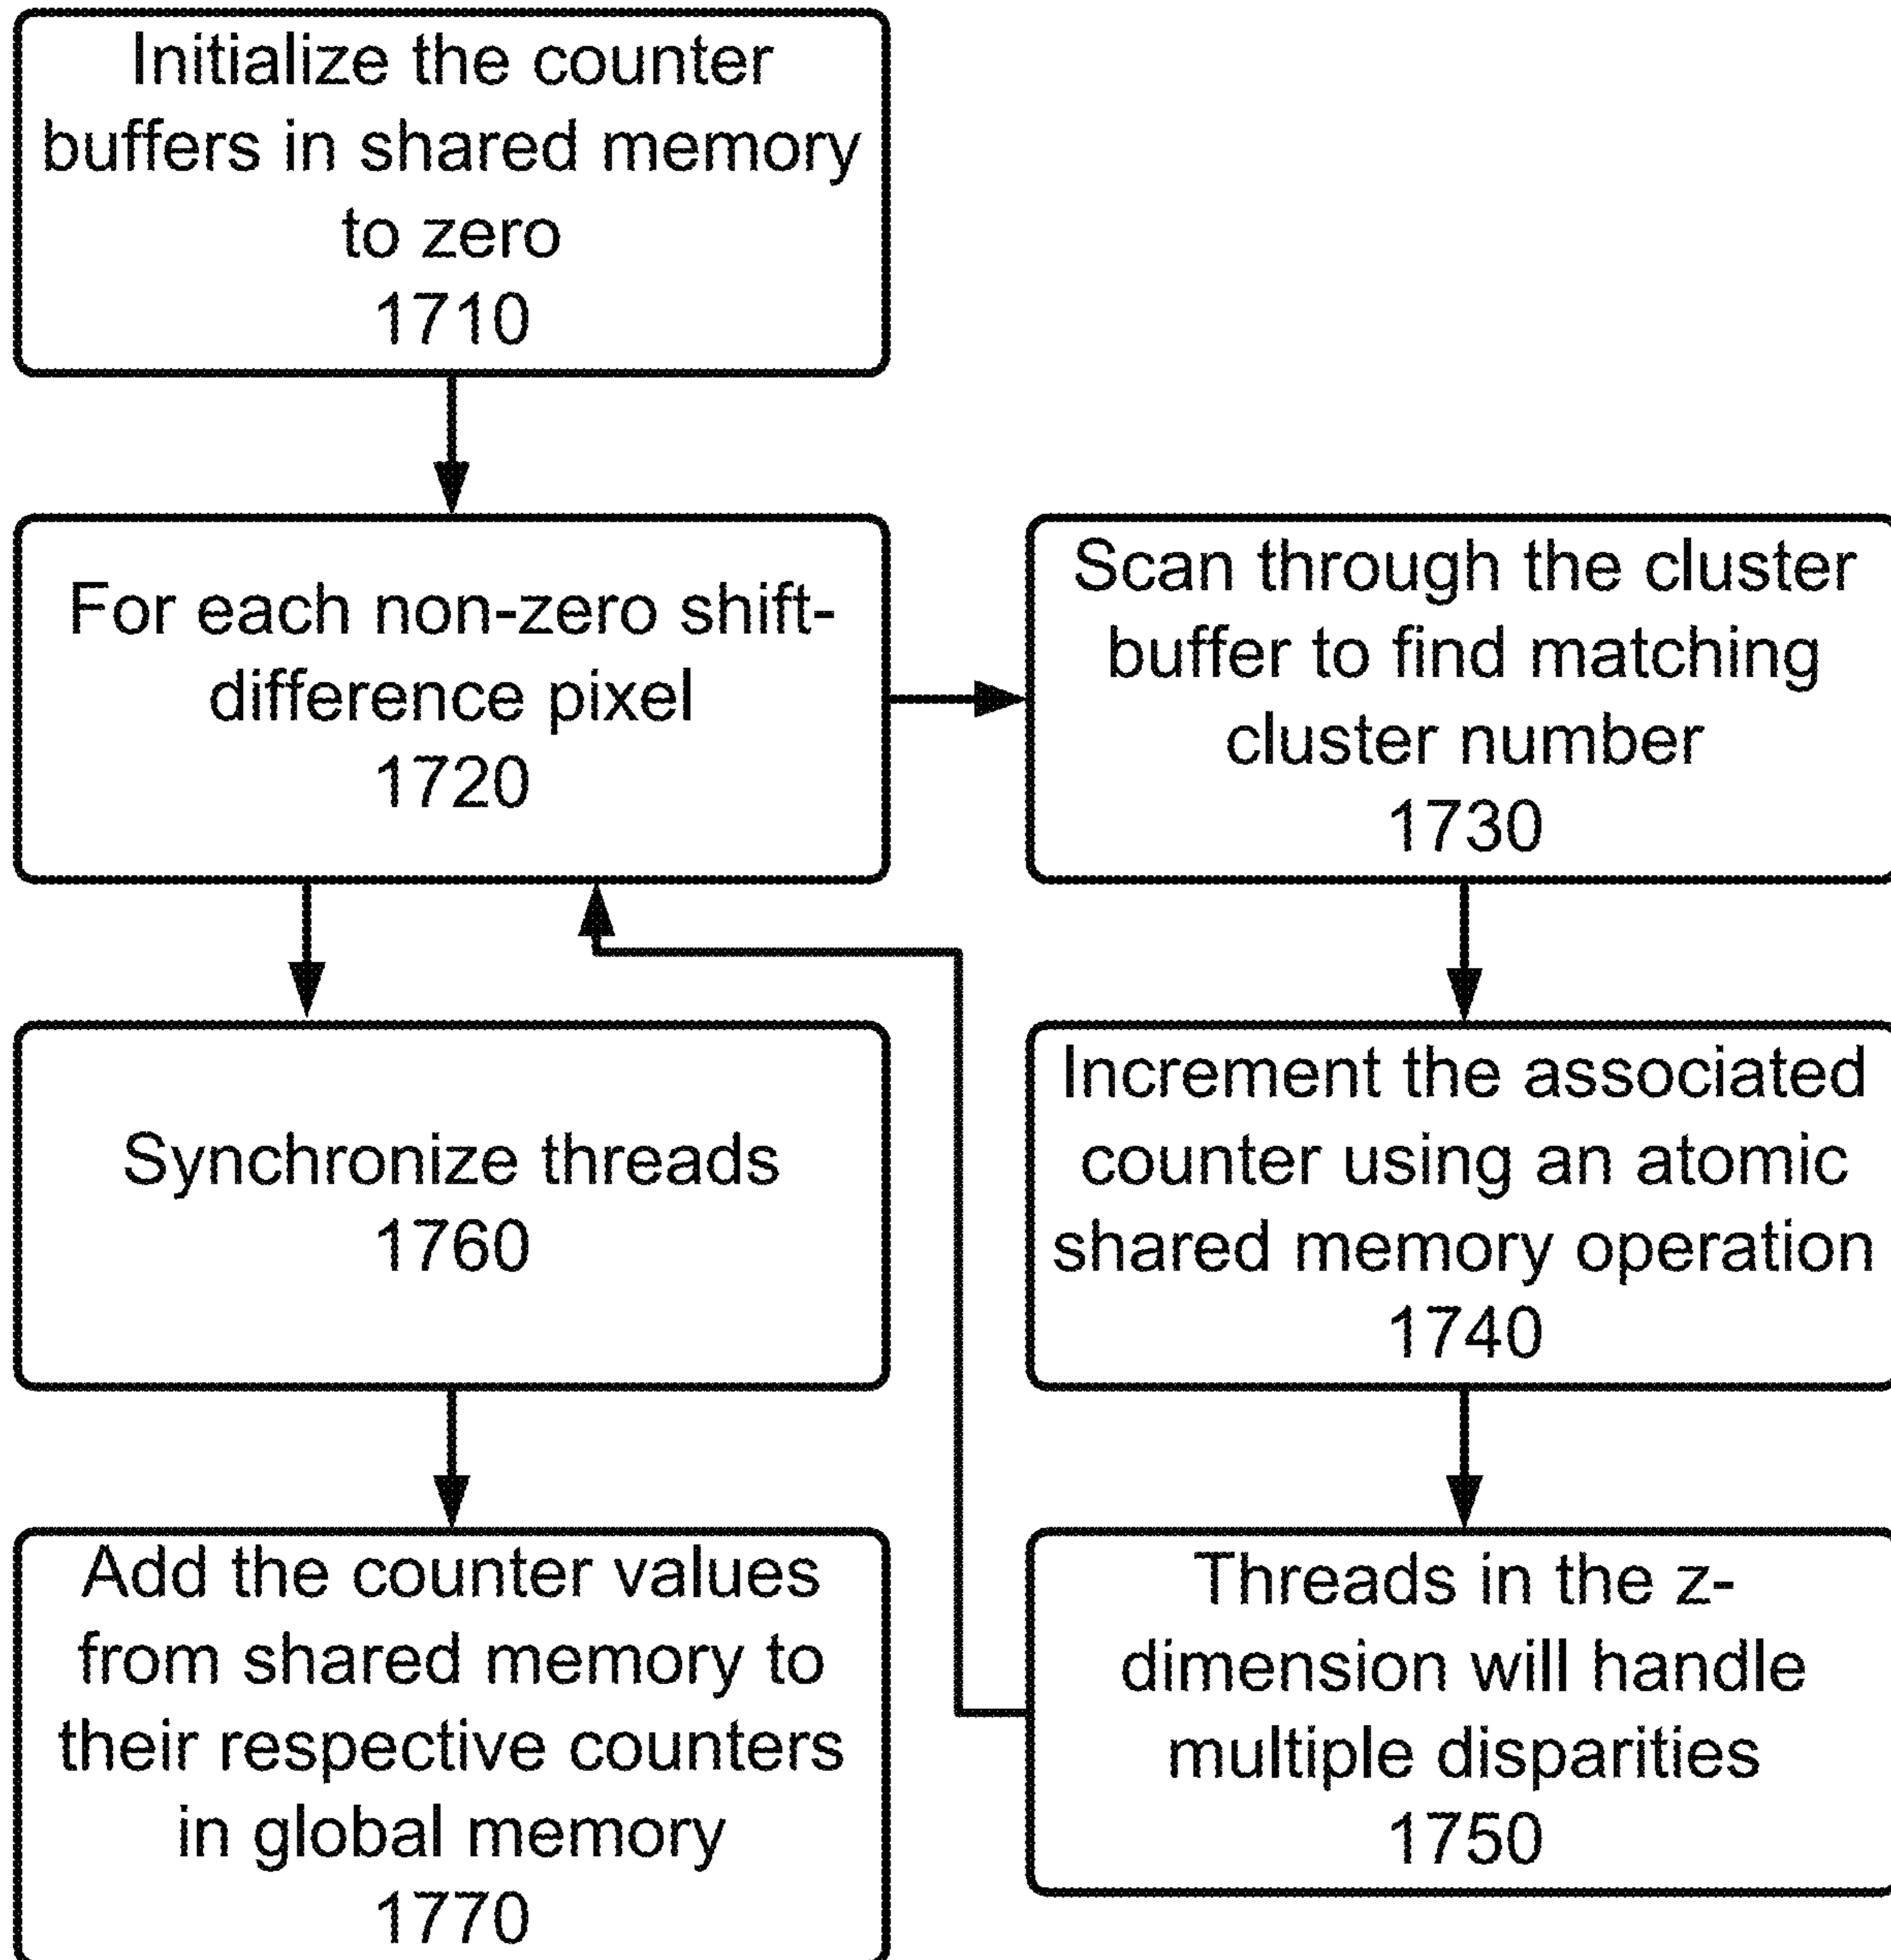 Initialize the counter
buffers in shared memory
to zero
1710
For each non-zero shift-
difference pixel
1720
Scan through the cluster
buffer to find matching
cluster number
1730
Increment the associated
counter using an atomic
shared memory operation
1740
Threads in the z-
dimension will handle
multiple disparities
1750
Synchronize threads
1760
Add the counter values
from shared memory to
their respective counters
in global memory
1770